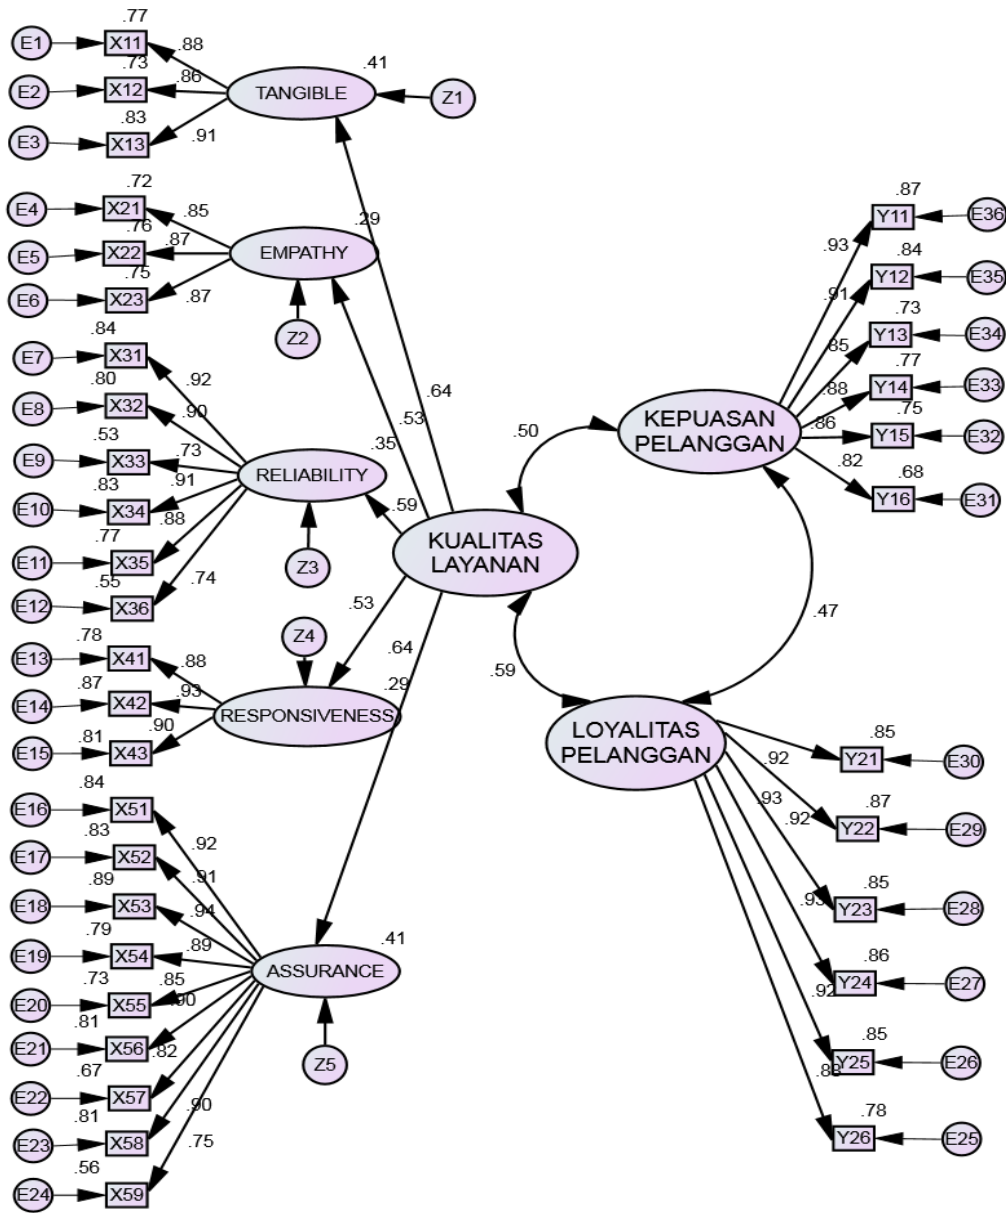 .77
E1
X11
.88
.73
E2
X12
.86
.83
E3
X13
.91
TANGIBLE
.41
Z1
.72
E4
X21
.85
.76
E5
X22
.87
.75
E6
X23
.87
EMPATHY
.29
Z2
.84
E7
X31
.92
.80
E8
X32
.90
.53
E9
X33
.73
.83
E10
X34
.91
.77
E11
X35
.88
.55
E12
X36
.74
RELIABILITY
.35
Z3
.64
.53
.59
.53
.64
KUALITAS
LAYANAN
.78
E13
X41
.88
.87
E14
X42
.93
.81
E15
X43
.90
RESPONSIVENESS
.29
Z4
.84
E16
X51
.92
.83
E17
X52
.91
.89
E18
X53
.94
.79
E19
X54
.89
.73
E20
X55
.85
.81
E21
X56
.90
.67
E22
X57
.82
.81
E23
X58
.90
.56
E24
X59
.75
ASSURANCE
.41
Z5
.50
.59
.47
KEPUASAN
PELANGGAN
.87
Y11
E36
.93
.84
Y12
E35
.91
.73
Y13
E34
.85
.77
Y14
E33
.88
.75
Y15
E32
.86
.68
Y16
E31
.82
LOYALITAS
PELANGGAN
.85
Y21
E30
.92
.87
Y22
E29
.93
.85
Y23
E28
.92
.86
Y24
E27
.93
.85
Y25
E26
.92
.78
Y26
E25
.88